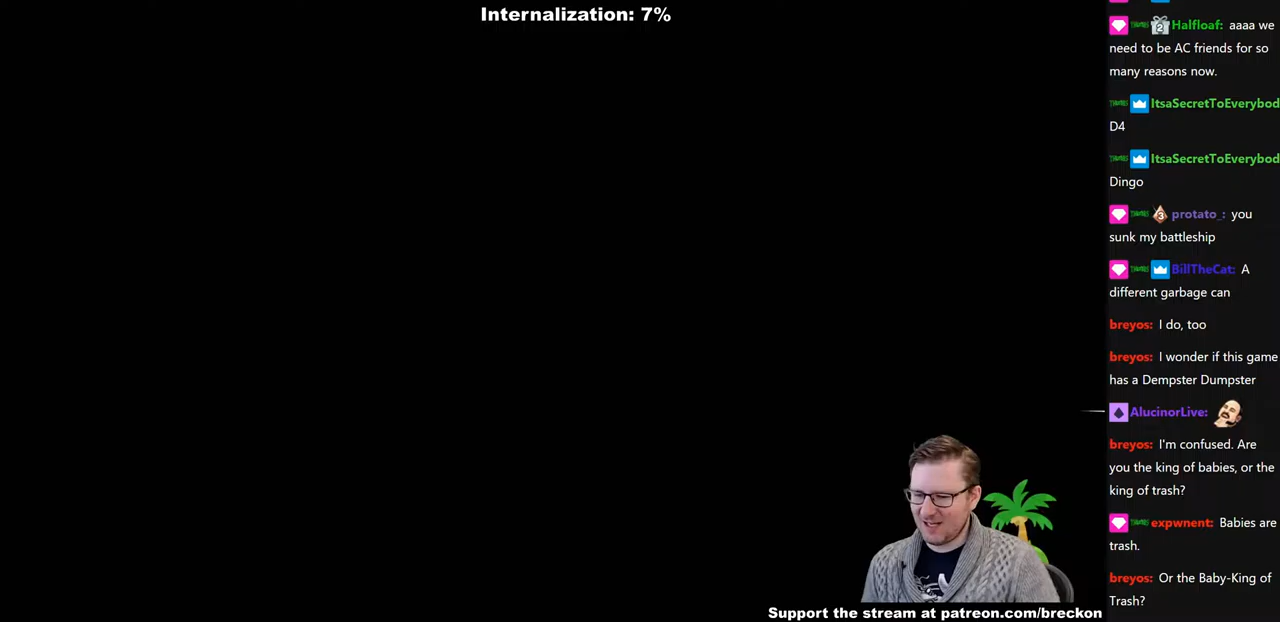 Internalization: 7%
Halfloaf: aaaa we
need to be AC friends for so
many reasons now.
ItsaSecretToEverybod
D4
ItsaSecretToEverybod
Dingo
protato_: you
sunk my battleship
BillTheCat: A
different garbage can
breyos: I do, too
breyos: I wonder if this game
has a Dempster Dumpster
AlucinorLive:
breyos: I'm confused. Are
you the king of babies, or the
king of trash?
expwnent: Babies are
trash.
breyos: Or the Baby-King of
Trash?
Support the stream at patreon.com/breckon